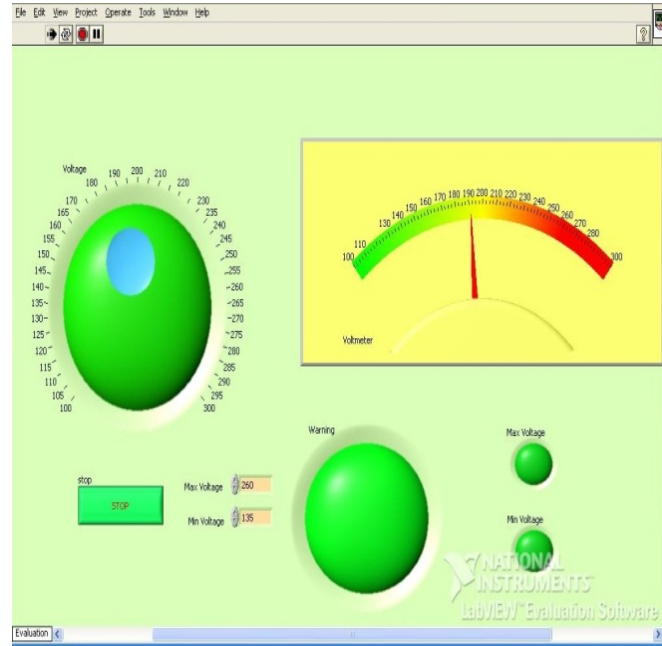 File Edit View Project Operate Tools Window Help
Voltage
100
105
110
115
120
125
130
135
140
145
150
155
160
165
170
180
190
200
210
220
230
235
240
245
250
255
260
265
270
275
280
285
290
295
300
100 110 130 140 150 160 170 180 190 200 210 220 230 240 250 260 270 280 300
Voltmeter
stop
STOP
Max Voltage 260
Min Voltage 135
Warning
Max Voltage
Min Voltage
NATIONAL
INSTRUMENTS
LabVIEW™ Evaluation Software
Evaluation